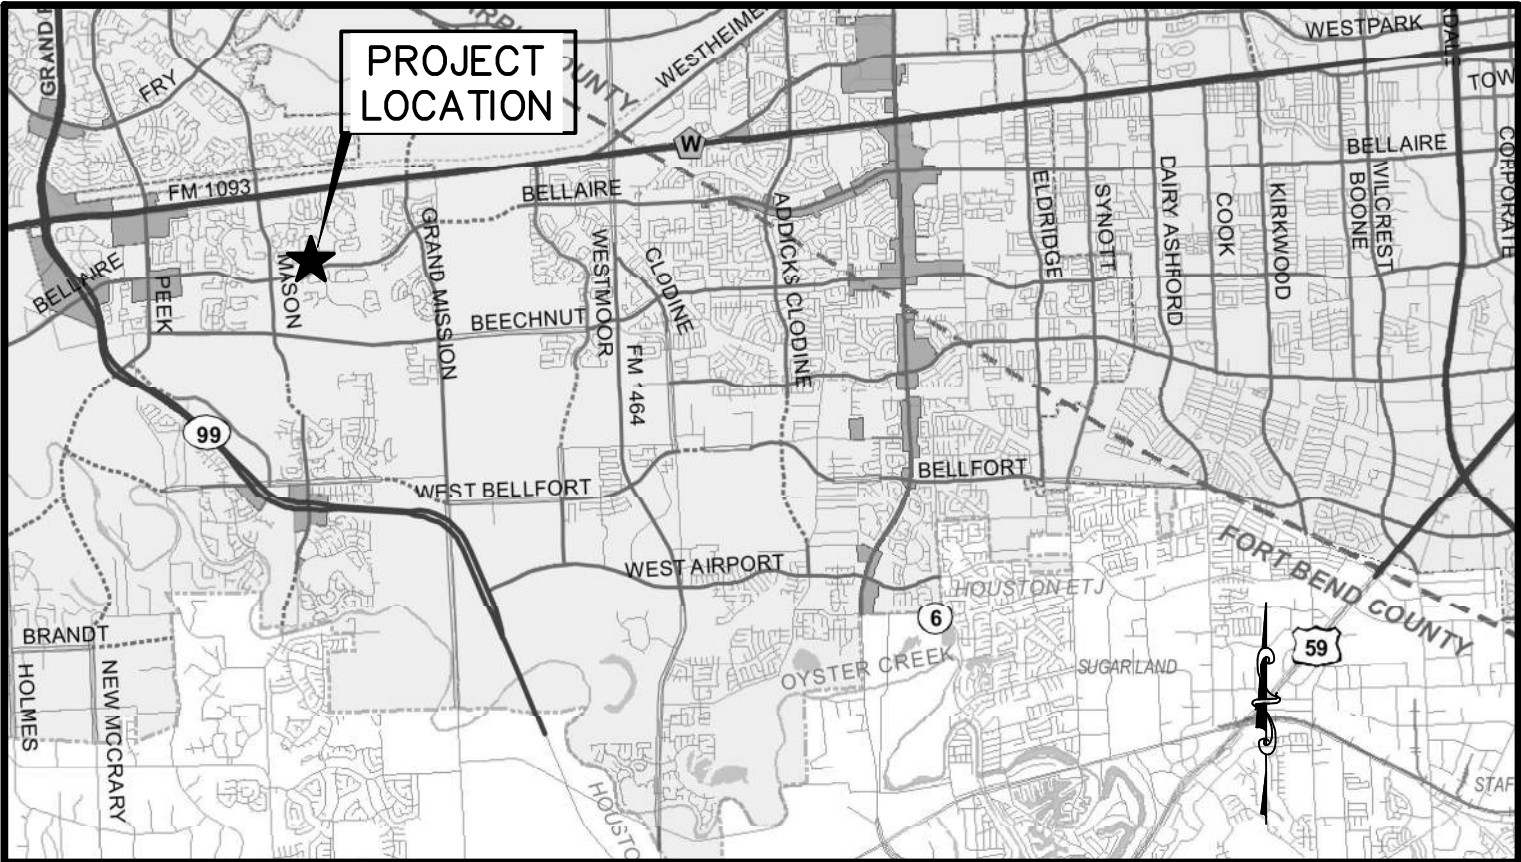 GRAND
FRY
WESTHEIMER
COUNTY
WESTPARK
PROJECT
LOCATION
TOW
W
FM 1093
BELLAIRE
BELLAIRE
BELLAIRE
PEEK
MASON
GRAND MISSION
WESTMOOR
CLODINE
ADDICKS CLODINE
ELDRIDGE
SYNOTT
DAIRY ASHFORD
COOK
KIRKWOOD
BOONE
WILCREST
CORPORATE
BEECHNUT
FM 1464
99
WEST BELLFORT
BELLFORT
WEST AIRPORT
HOUSTON ETJ
FORT BEND COUNTY
6
59
BRANDT
HOLMES
NEW MCCRARY
OYSTER CREEK
SUGAR LAND
HOUSTO
STAF